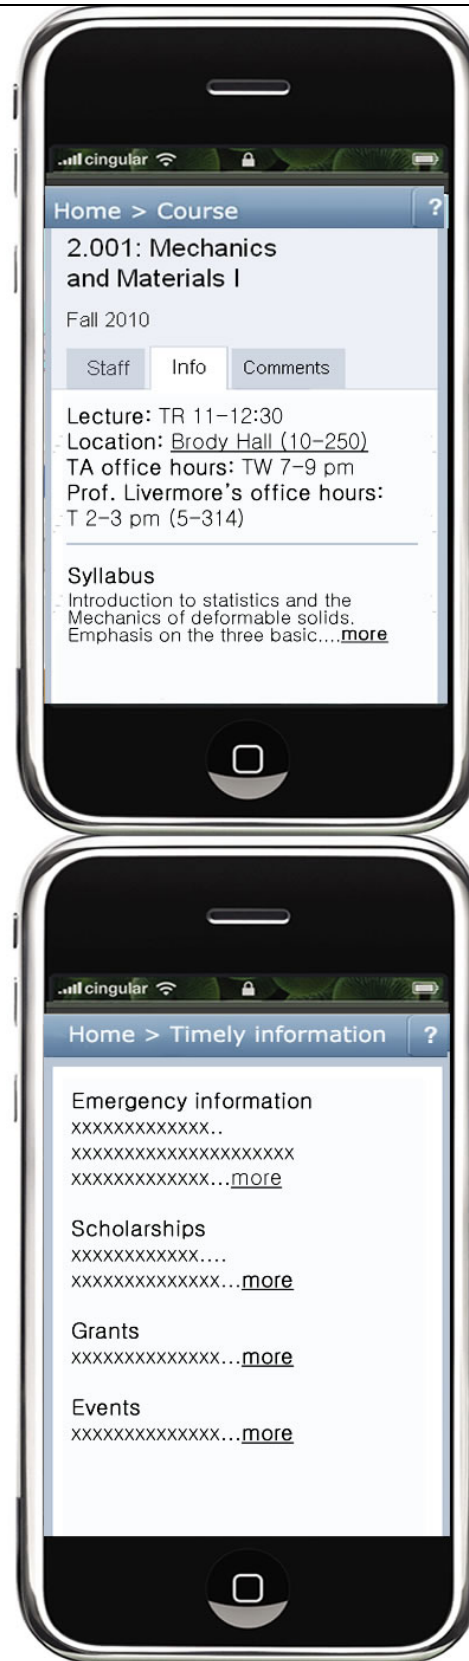 cingular
Home > Course
?
2.001: Mechanics
and Materials I
Fall 2010
Staff Info Comments
Lecture: TR 11-12:30
Location: Brody Hall (10-250)
TA office hours: TW 7-9 pm
Prof. Livermore's office hours:
T 2-3 pm (5-314)
Syllabus
Introduction to statistics and the
Mechanics of deformable solids.
Emphasis on the three basic....more
cingular
Home > Timely information
?
Emergency information
xxxxxxxxxxxxx..
xxxxxxxxxxxxxxxxxxxxx
xxxxxxxxxxxxx...more
Scholarships
xxxxxxxxxxxx....
xxxxxxxxxxxxxx...more
Grants
xxxxxxxxxxxxxx...more
Events
xxxxxxxxxxxxxx...more